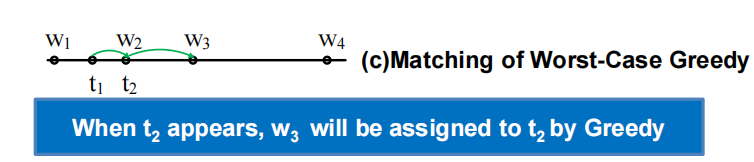 w₁ w₂ w₃ w₄
t₁ t₂
(c)Matching of Worst-Case Greedy
When t₂ appears, w₃ will be assigned to t₂ by Greedy